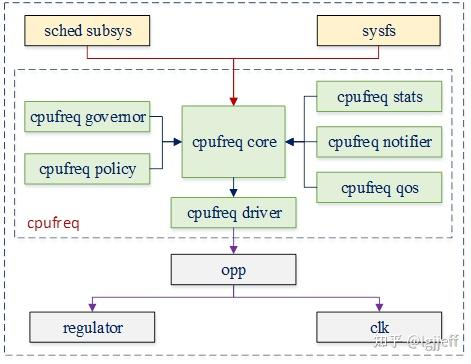 sched subsys
sysfs
cpufreq governor
cpufreq policy
cpufreq core
cpufreq stats
cpufreq notifier
cpufreq qos
cpufreq driver
cpufreq
opp
regulator
clk
知乎 @lgjjeff